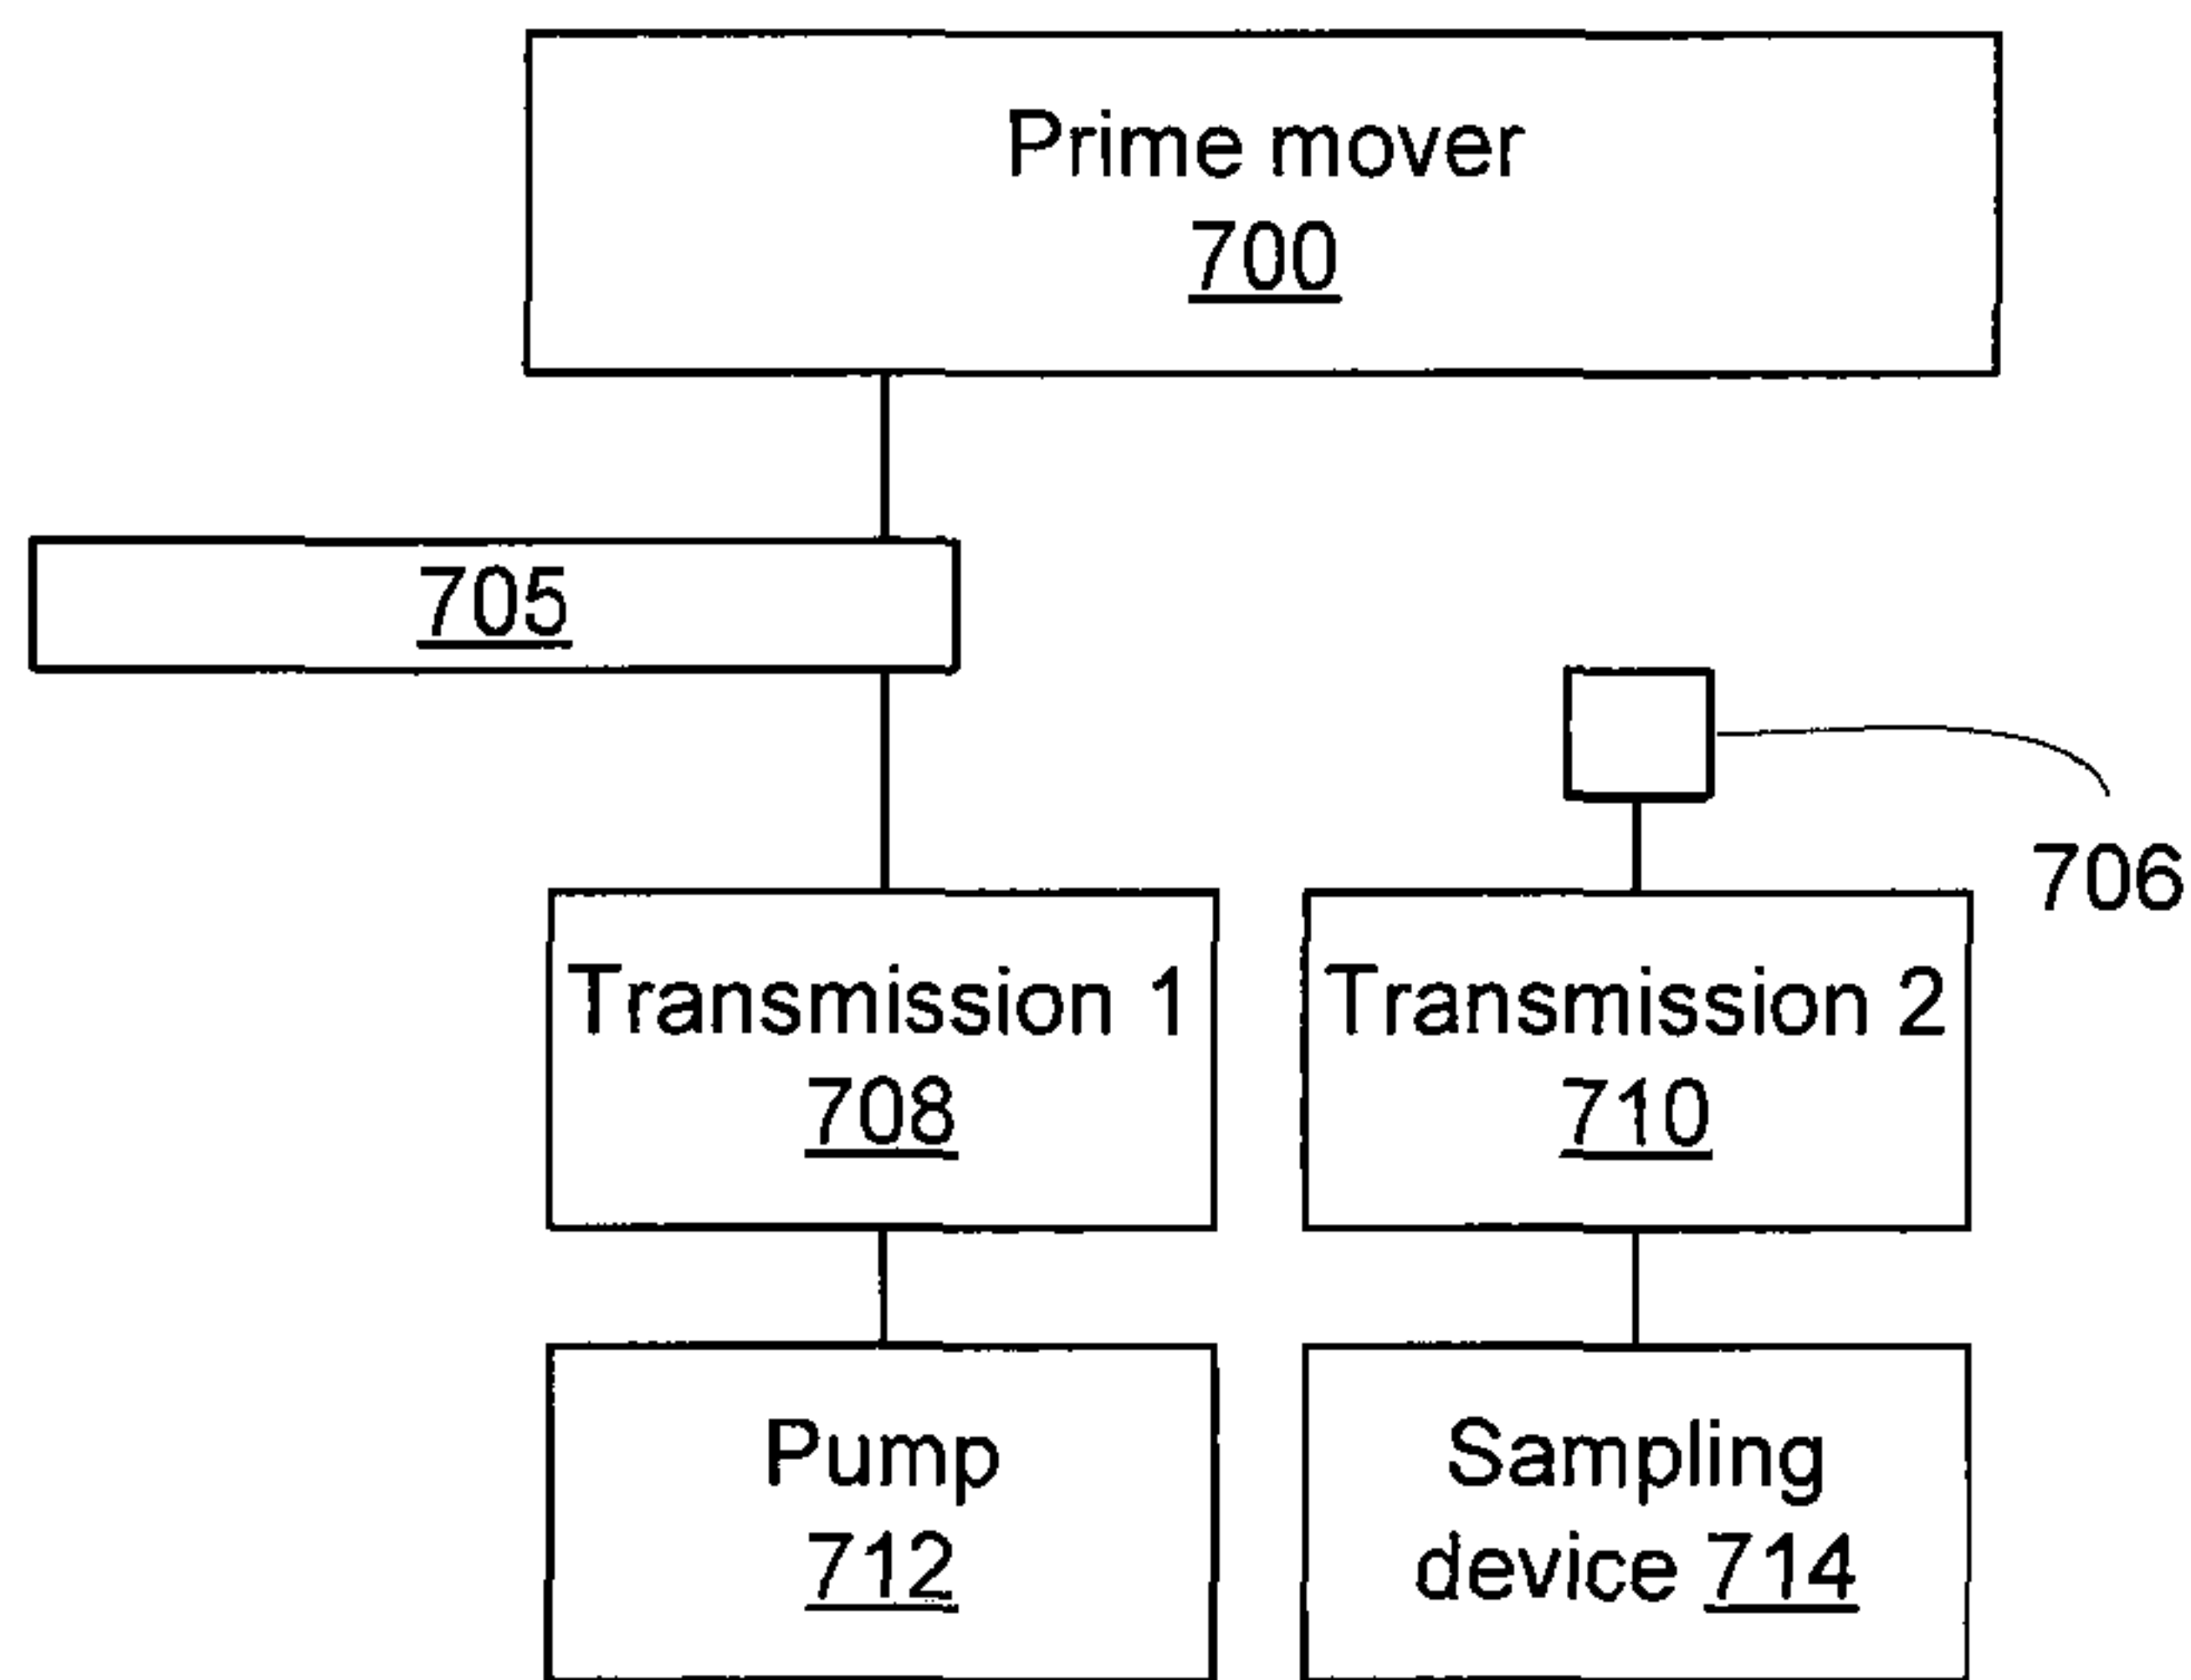 Prime mover
700
705
706
Transmission 1
708
Transmission 2
710
Pump
712
Sampling
device 714